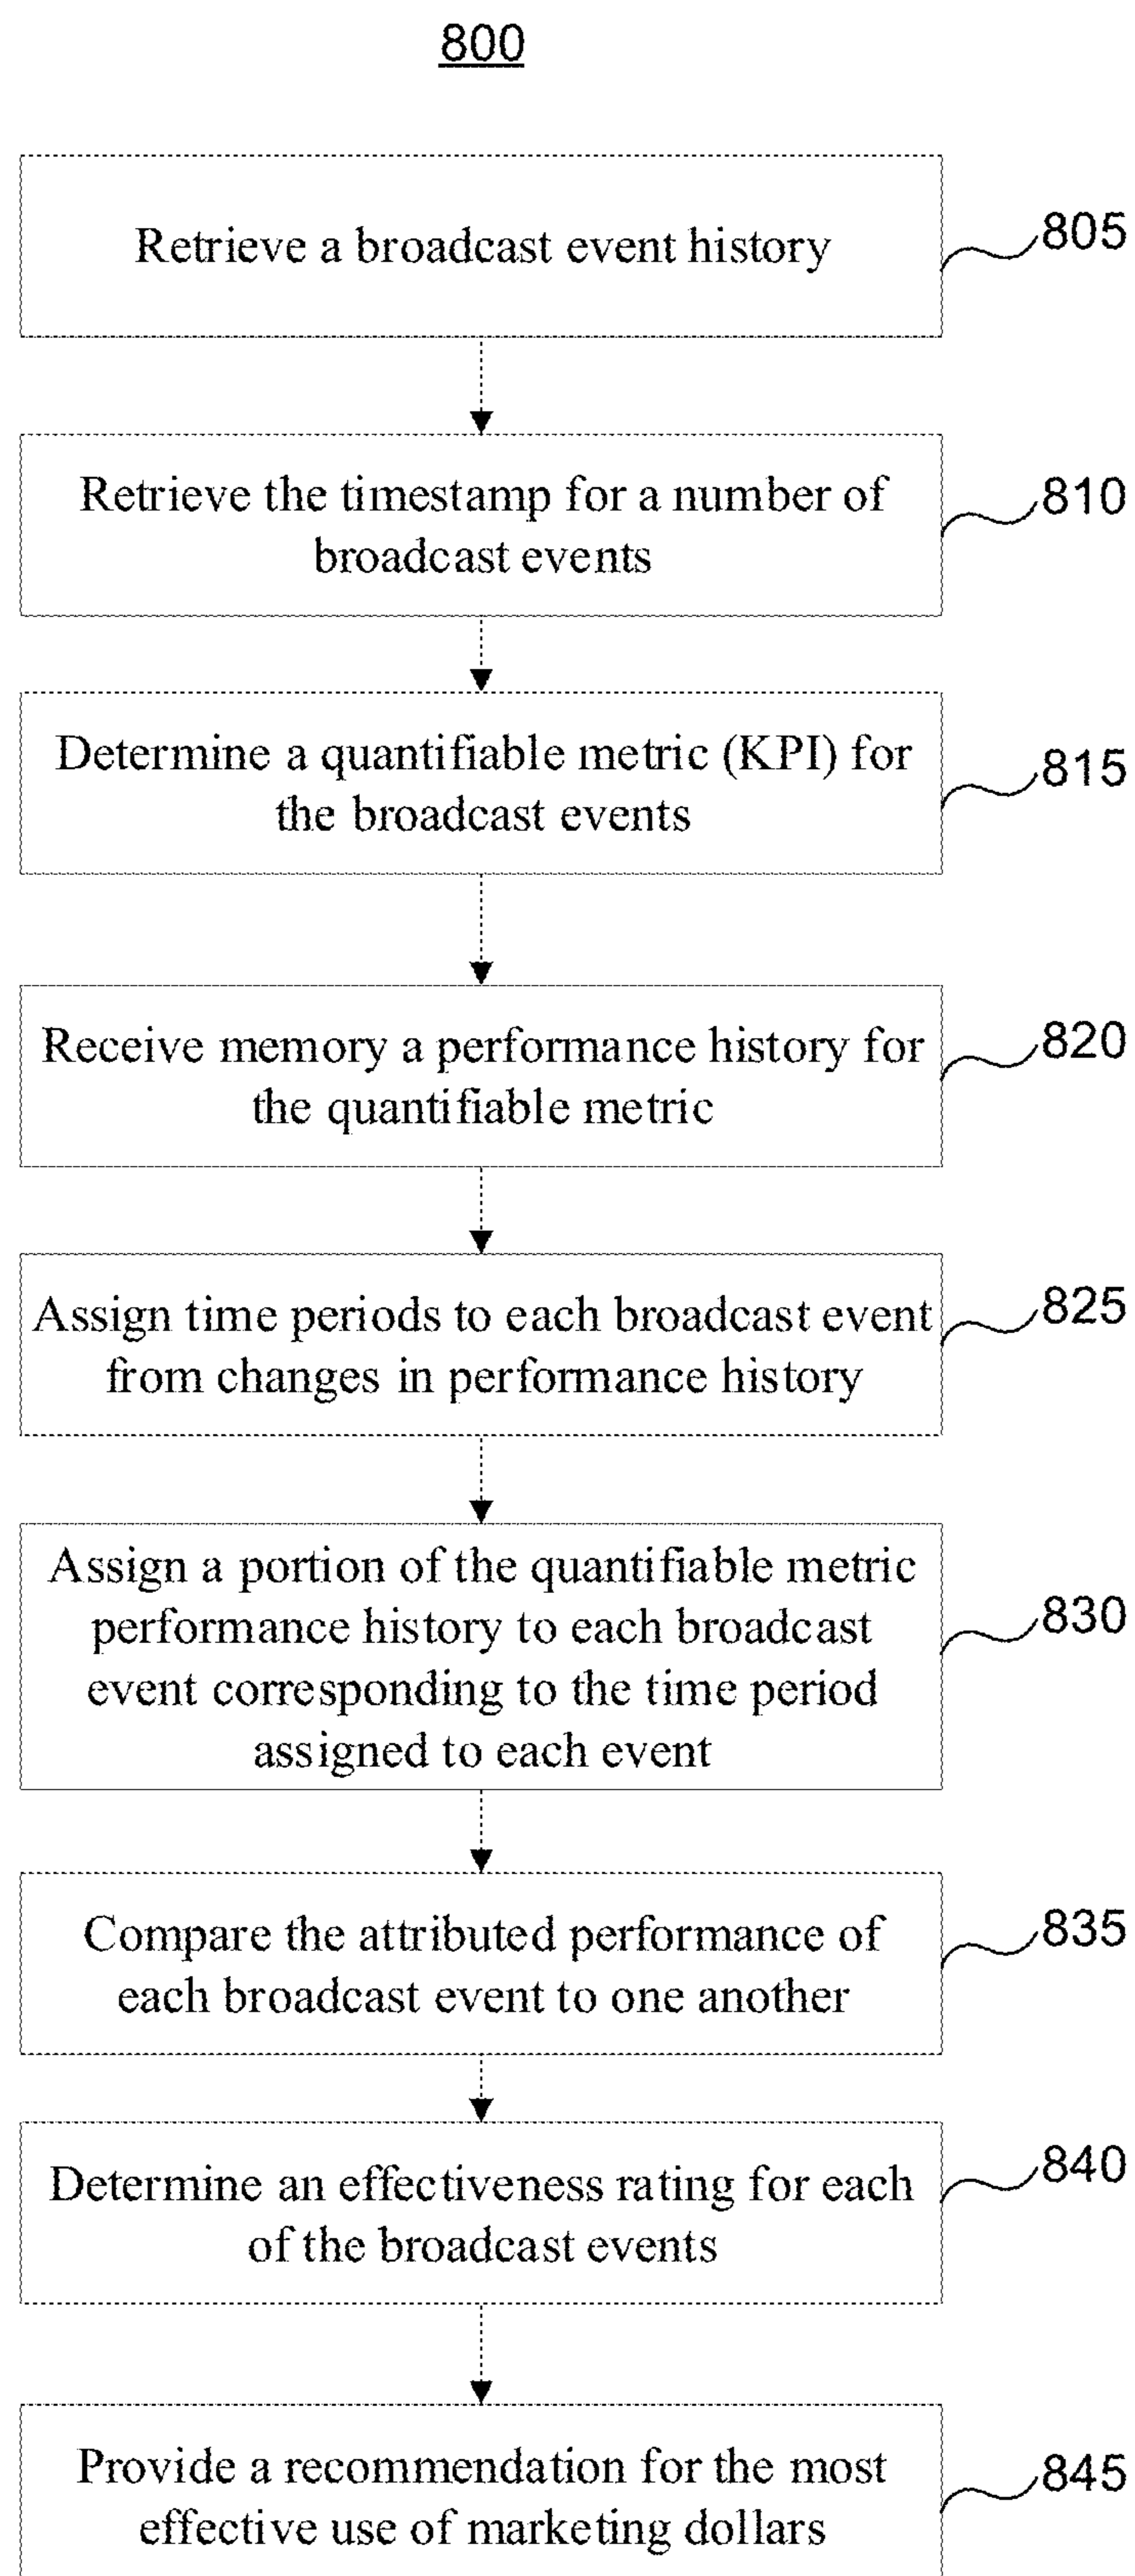 800
Retrieve a broadcast event history
805
Retrieve the timestamp for a number of
broadcast events
810
Determine a quantifiable metric (KPI) for
the broadcast events
815
Receive memory a performance history for
the quantifiable metric
820
Assign time periods to each broadcast event
from changes in performance history
825
Assign a portion of the quantifiable metric
performance history to each broadcast
event corresponding to the time period
assigned to each event
830
Compare the attributed performance of
each broadcast event to one another
835
Determine an effectiveness rating for each
of the broadcast events
840
Provide a recommendation for the most
effective use of marketing dollars
845